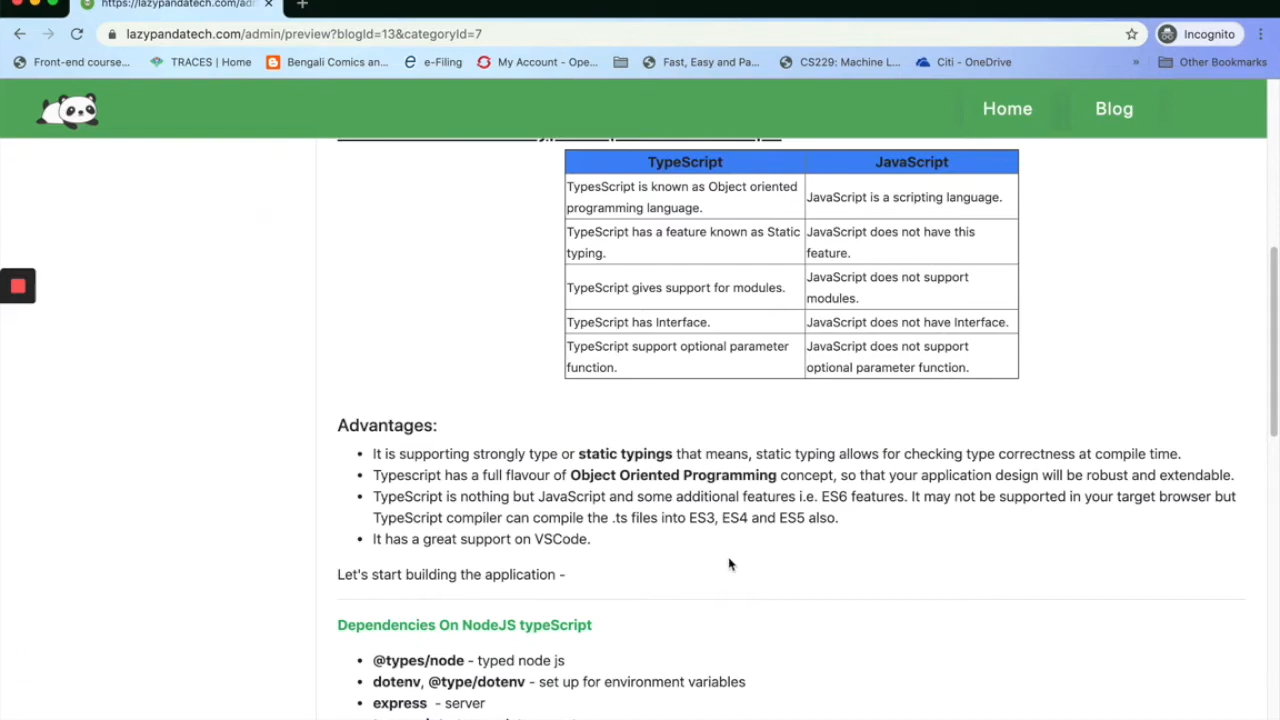 https://lazypandatech.com/adm
lazypandatech.com/admin/preview?blogId=13&categoryId=7
Incognito
Front-end course...
TRACES | Home
Bengali Comics an...
e-Filing
My Account - Ope...
Fast, Easy and Pa...
CS229: Machine L...
Citi - OneDrive
»
Other Bookmarks
Home
Blog
TypeScript
JavaScript
TypesScript is known as Object oriented
programming language.
JavaScript is a scripting language.
TypeScript has a feature known as Static
typing.
JavaScript does not have this
feature.
TypeScript gives support for modules.
JavaScript does not support
modules.
TypeScript has Interface.
JavaScript does not have Interface.
TypeScript support optional parameter
function.
JavaScript does not support
optional parameter function.
Advantages:
• It is supporting strongly type or static typings that means, static typing allows for checking type correctness at compile time.
• Typescript has a full flavour of Object Oriented Programming concept, so that your application design will be robust and extendable.
• TypeScript is nothing but JavaScript and some additional features i.e. ES6 features. It may not be supported in your target browser but
TypeScript compiler can compile the .ts files into ES3, ES4 and ES5 also.
• It has a great support on VSCode.
Let's start building the application -
Dependencies On NodeJS typeScript
• @types/node - typed node js
• dotenv, @type/dotenv - set up for environment variables
• express - server